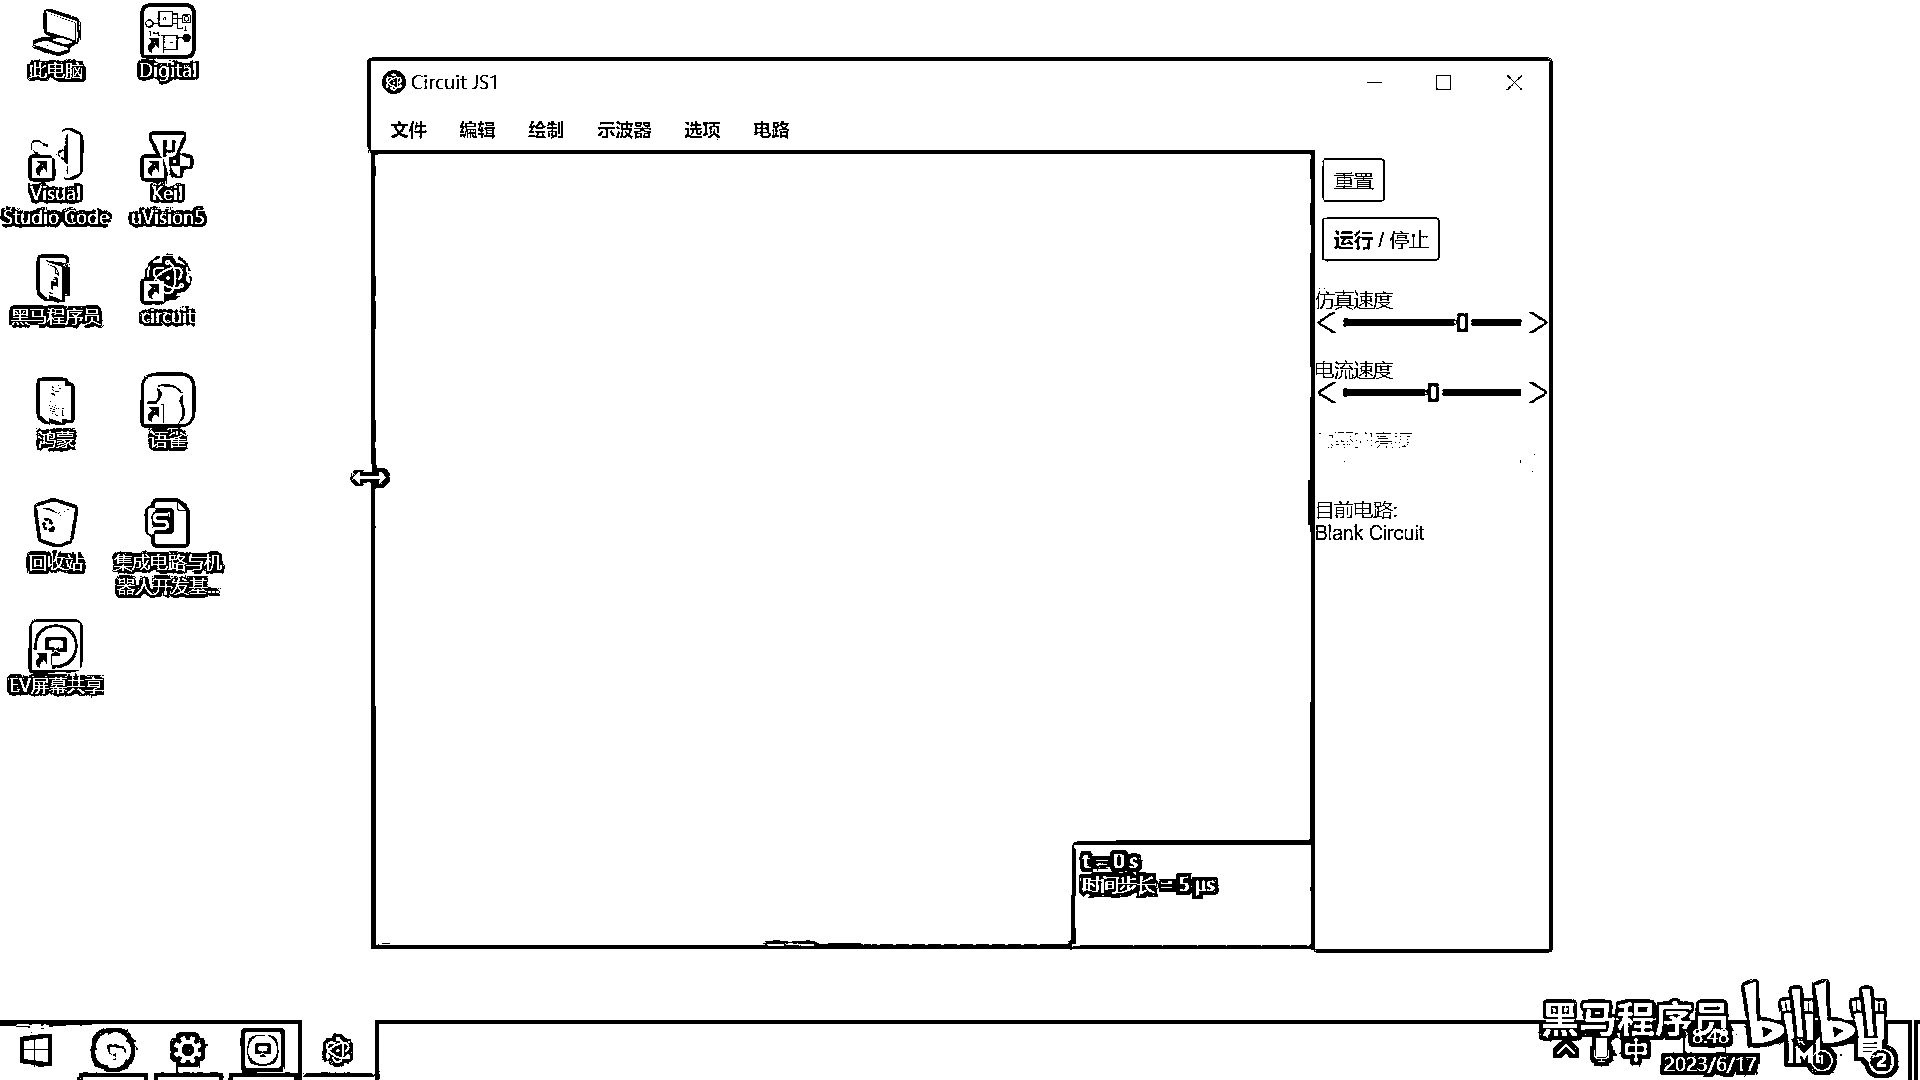 此电脑
Digital
Visual
Studio Code
Keil
uVision5
黑马程序员
circuit
鸿蒙
语雀
回收站
集成电路与机
器人开发基...
EV屏幕共享
Circuit JS1
文件 编辑 绘制 示波器 选项 电路
重置
运行 / 停止
仿真速度
电流速度
目前电路:
Blank Circuit
t = 0 s
时间步长 = 5 μs
黑马程序员 bilibili
中
8:48
2023/6/17
2